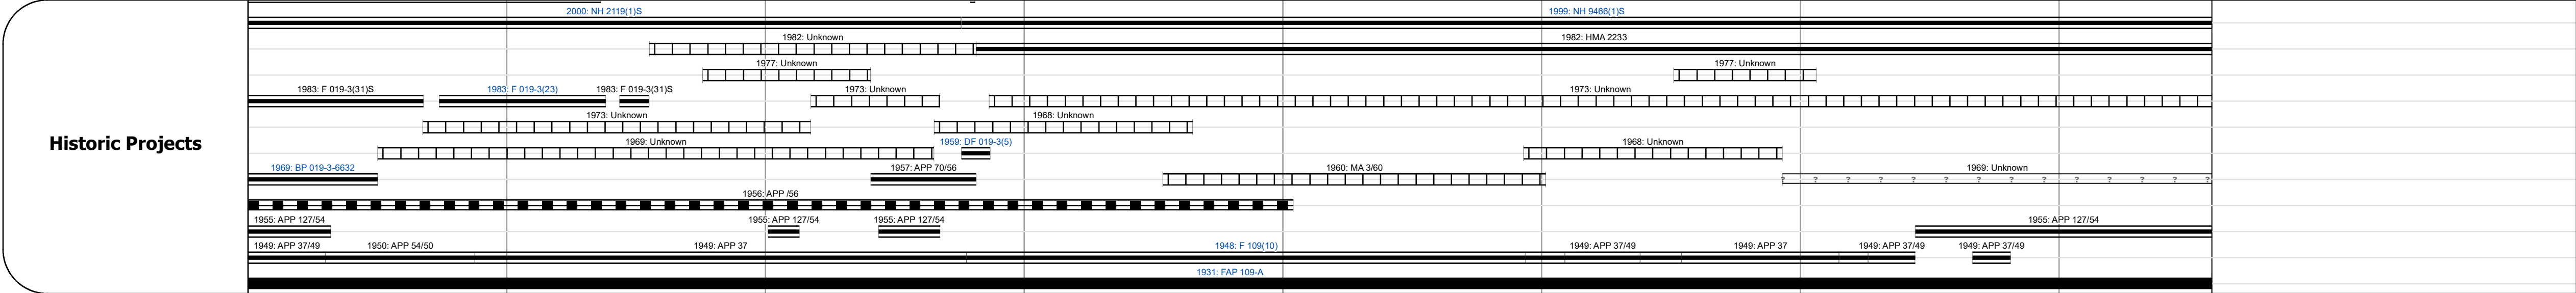 2000: NH 2119(1)S 1999: NH 9466(1)S
1982: Unknown 1982: HMA 2233
1977: Unknown 1977: Unknown
1983: F 019-3(31)S 1983: F 019-3(23) 1983: F 019-3(31)S 1973: Unknown 1973: Unknown
1973: Unknown 1968: Unknown
1969: Unknown 1959: DF 019-3(5) 1968: Unknown
Historic Projects
1969: BP 019-3-6632 1957: APP 70/56 1960: MA 3/60 1969: Unknown
? ? ? ? ? ? ? ? ? ? ? ? ? ?
1956: APP /56
1955: APP 127/54 1955: APP 127/54 1955: APP 127/54 1955: APP 127/54
1949: APP 37/49 1950: APP 54/50 1949: APP 37 1948: F 109(10) 1949: APP 37/49 1949: APP 37 1949: APP 37/49 1949: APP 37/49
1931: FAP 109-A